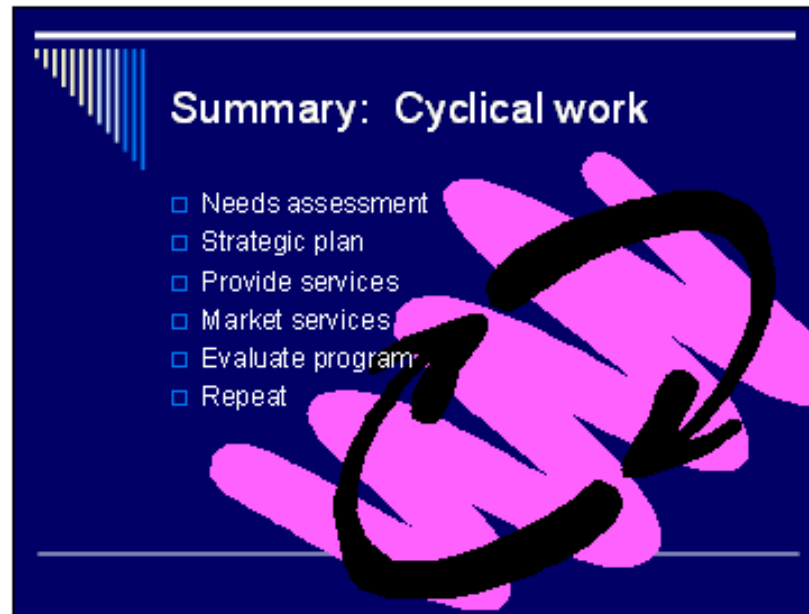 Summary: Cyclical work
Needs assessment
Strategic plan
Provide services
Market services
Evaluate program
Repeat